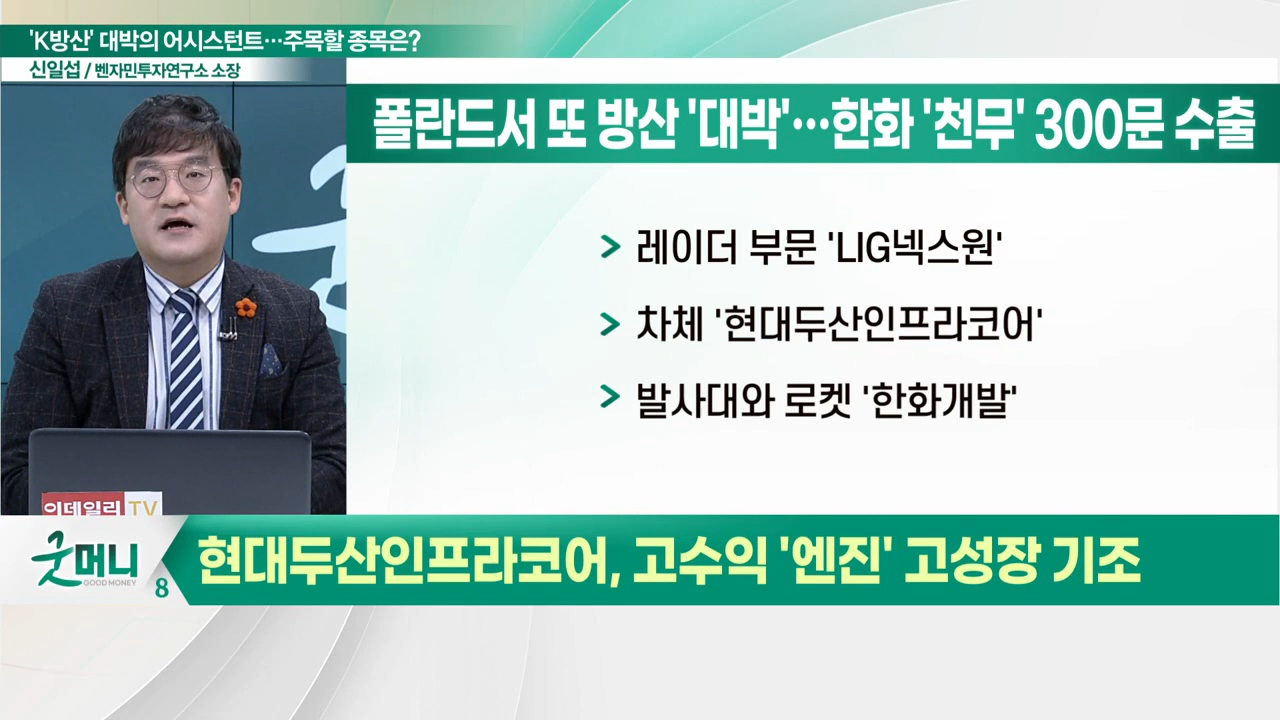 'K방산' 대박의 어시스턴트…주목할 종목은?
신일섭 / 벤자민투자연구소 소장
폴란드서 또 방산 '대박'…한화 '천무' 300문 수출
> 레이더 부문 'LIG넥스원'
> 차체 '현대두산인프라코어'
> 발사대와 로켓 '한화개발'
이데일리 TV
굿머니
GOOD MONEY
8
현대두산인프라코어, 고수익 '엔진' 고성장 기조